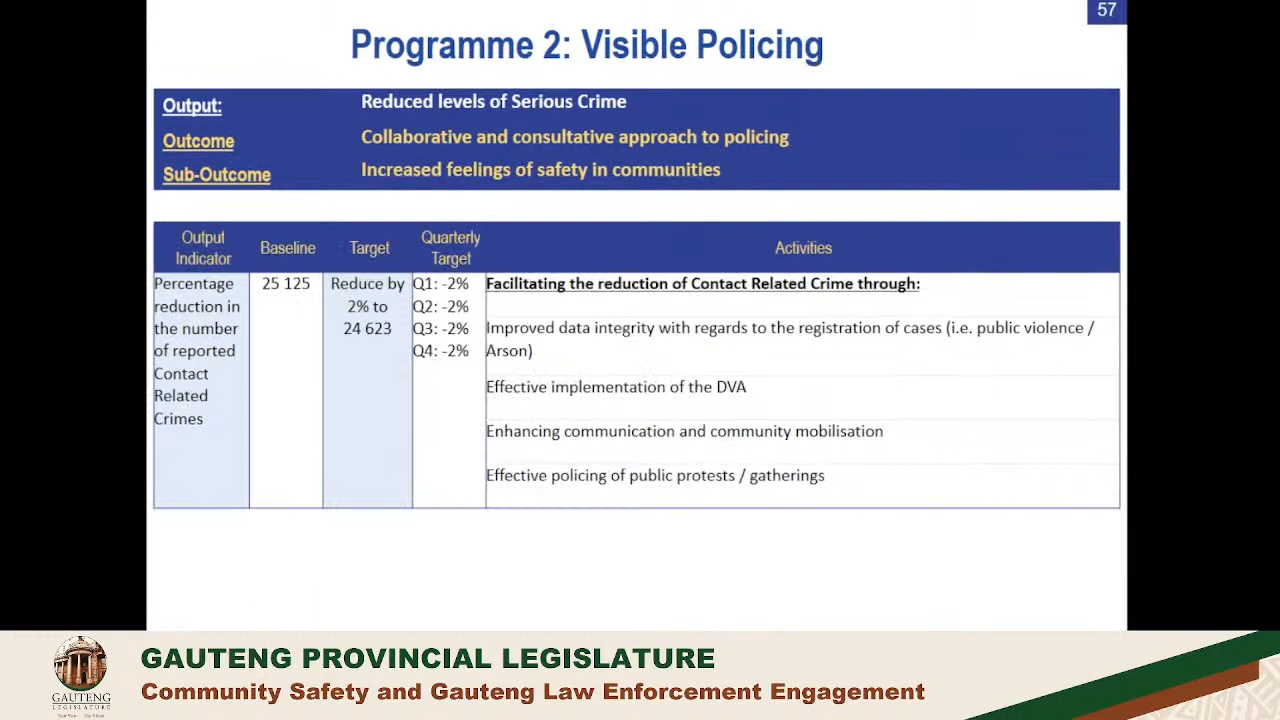 57
Programme 2: Visible Policing
Output: Reduced levels of Serious Crime
Outcome Collaborative and consultative approach to policing
Sub-Outcome Increased feelings of safety in communities
Output Indicator
Baseline
Target
Quarterly Target
Activities
Percentage
reduction in
the number
of reported
Contact
Related
Crimes
25 125
Reduce by
2% to
24 623
Q1: -2%
Q2: -2%
Q3: -2%
Q4: -2%
Facilitating the reduction of Contact Related Crime through:
Improved data integrity with regards to the registration of cases (i.e. public violence /
Arson)
Effective implementation of the DVA
Enhancing communication and community mobilisation
Effective policing of public protests / gatherings
GAUTENG
LEGISLATURE
GAUTENG PROVINCIAL LEGISLATURE
Community Safety and Gauteng Law Enforcement Engagement